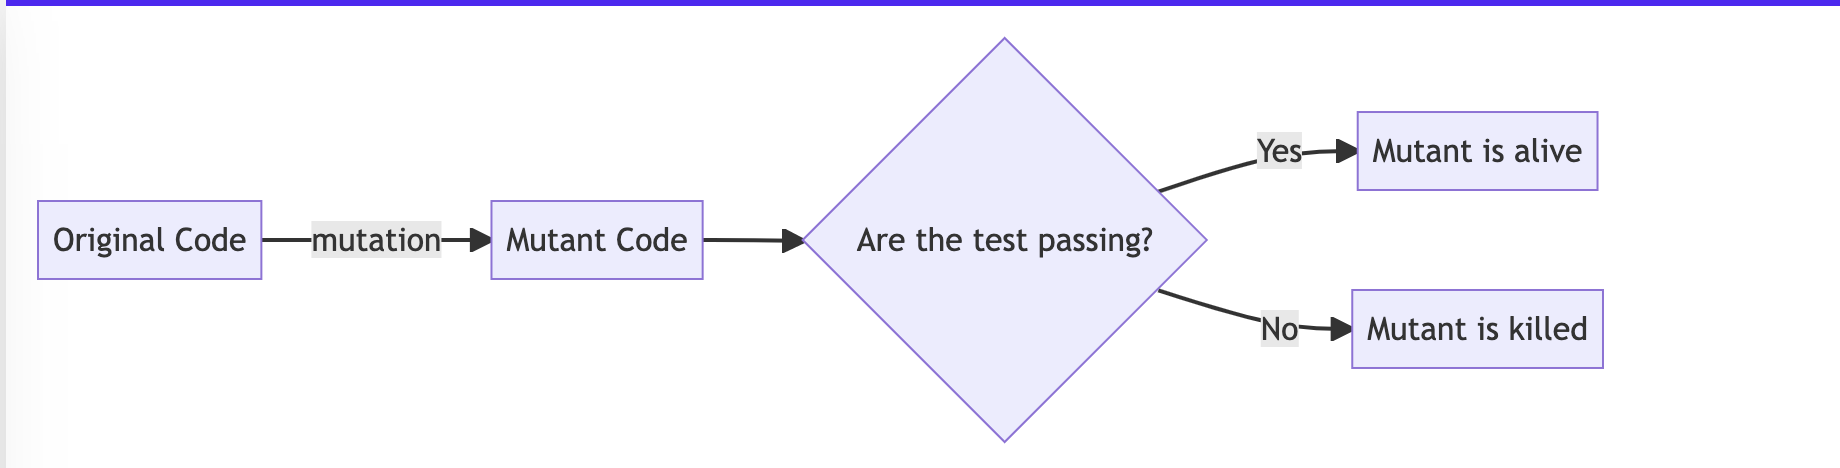 Original Code
mutation
Mutant Code
Are the test passing?
Yes
Mutant is alive
No
Mutant is killed